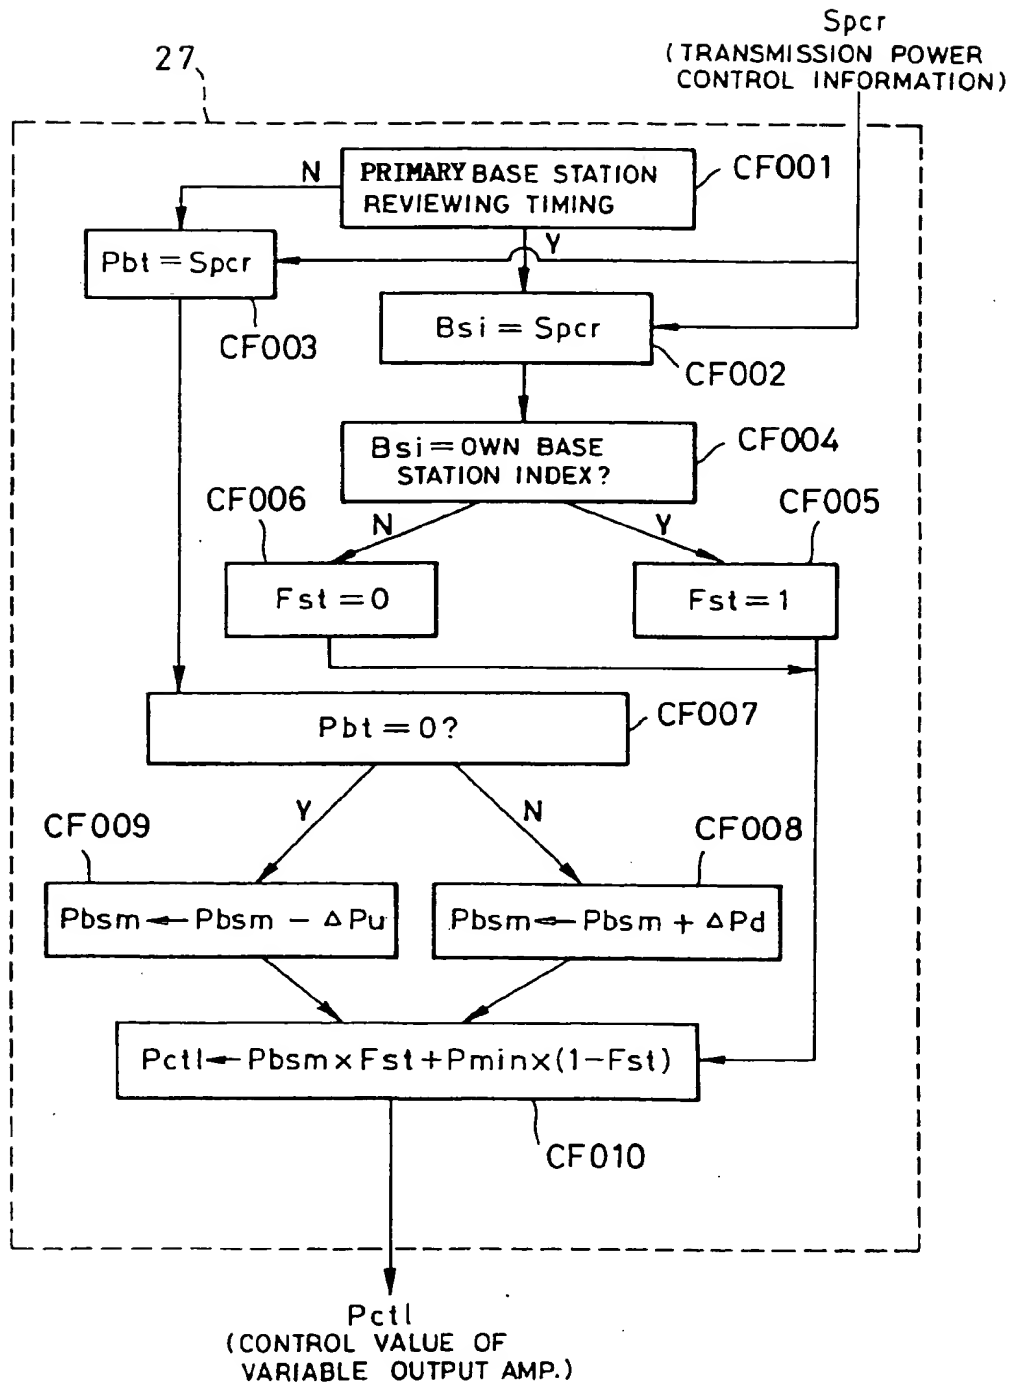 Spcr
(TRANSMISSION POWER
CONTROL INFORMATION)
27
PRIMARY BASE STATION
REVIEWING TIMING
CF001
N
Y
Pbt = Spcr
CF003
Bsi = Spcr
CF002
Bsi = OWN BASE
STATION INDEX?
CF004
CF006
N
Y
CF005
Fst = 0
Fst = 1
Pbt = 0?
CF007
Y
N
CF009
CF008
Pbsm ← Pbsm − ΔPu
Pbsm ← Pbsm + ΔPd
Pctl ← Pbsm × Fst + Pmin × (1−Fst)
CF010
Pctl
(CONTROL VALUE OF
VARIABLE OUTPUT AMP.)